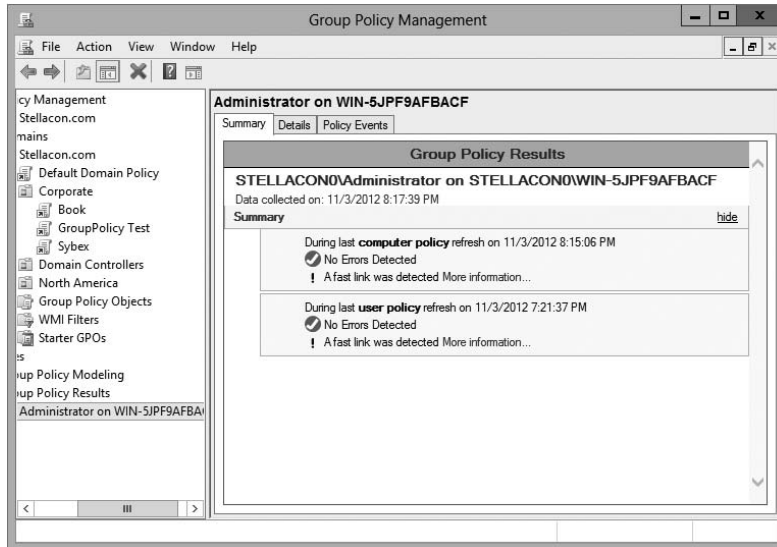 Group Policy Management
File Action View Window Help
cy Management
Stellacon.com
mains
Stellacon.com
Default Domain Policy
Corporate
Book
GroupPolicy Test
Sybex
Domain Controllers
North America
Group Policy Objects
WMI Filters
Starter GPOs
es
oup Policy Modeling
oup Policy Results
Administrator on WIN-5JPF9AFBA
Administrator on WIN-5JPF9AFBACF
Summary Details Policy Events
Group Policy Results
STELLACON0\Administrator on STELLACON0\WIN-5JPF9AFBACF
Data collected on: 11/3/2012 8:17:39 PM
Summary hide
During last computer policy refresh on 11/3/2012 8:15:06 PM
No Errors Detected
! A fast link was detected More information...
During last user policy refresh on 11/3/2012 7:21:37 PM
No Errors Detected
! A fast link was detected More information...